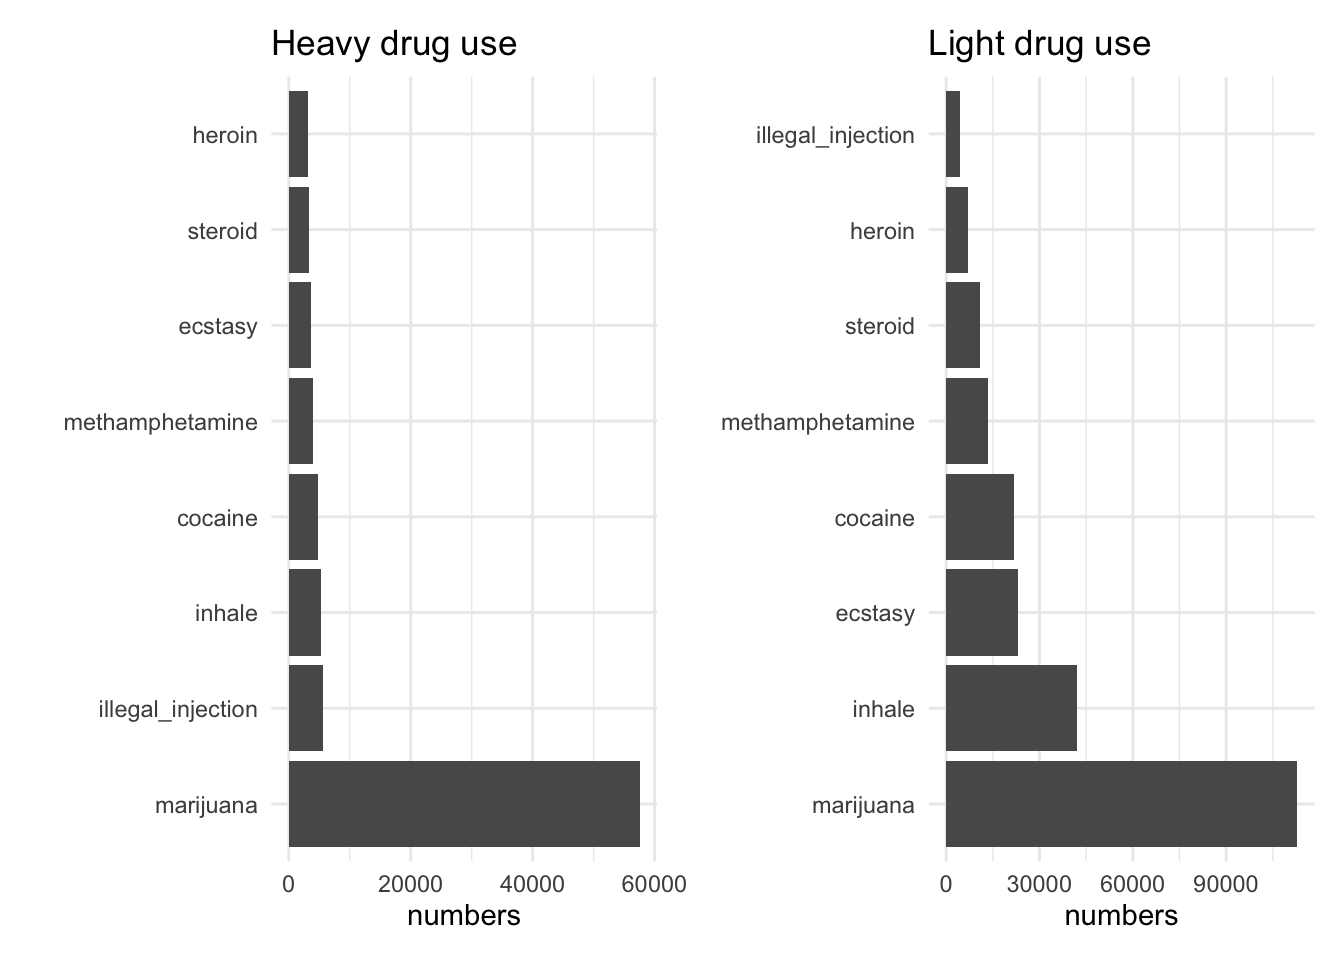 Heavy drug use
heroin
steroid
ecstasy
methamphetamine
cocaine
inhale
illegal_injection
marijuana
0 20000 40000 60000
numbers
Light drug use
illegal_injection
heroin
steroid
methamphetamine
cocaine
ecstasy
inhale
marijuana
0 30000 60000 90000
numbers